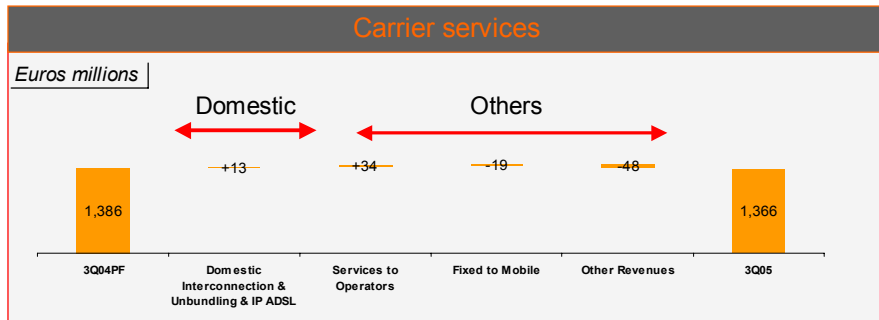 Carrier services
Euros millions
Domestic
Others
+13
+34
-19
-48
1,386
1,366
3Q04PF
Domestic
Interconnection &
Unbundling & IP ADSL
Services to
Operators
Fixed to Mobile
Other Revenues
3Q05